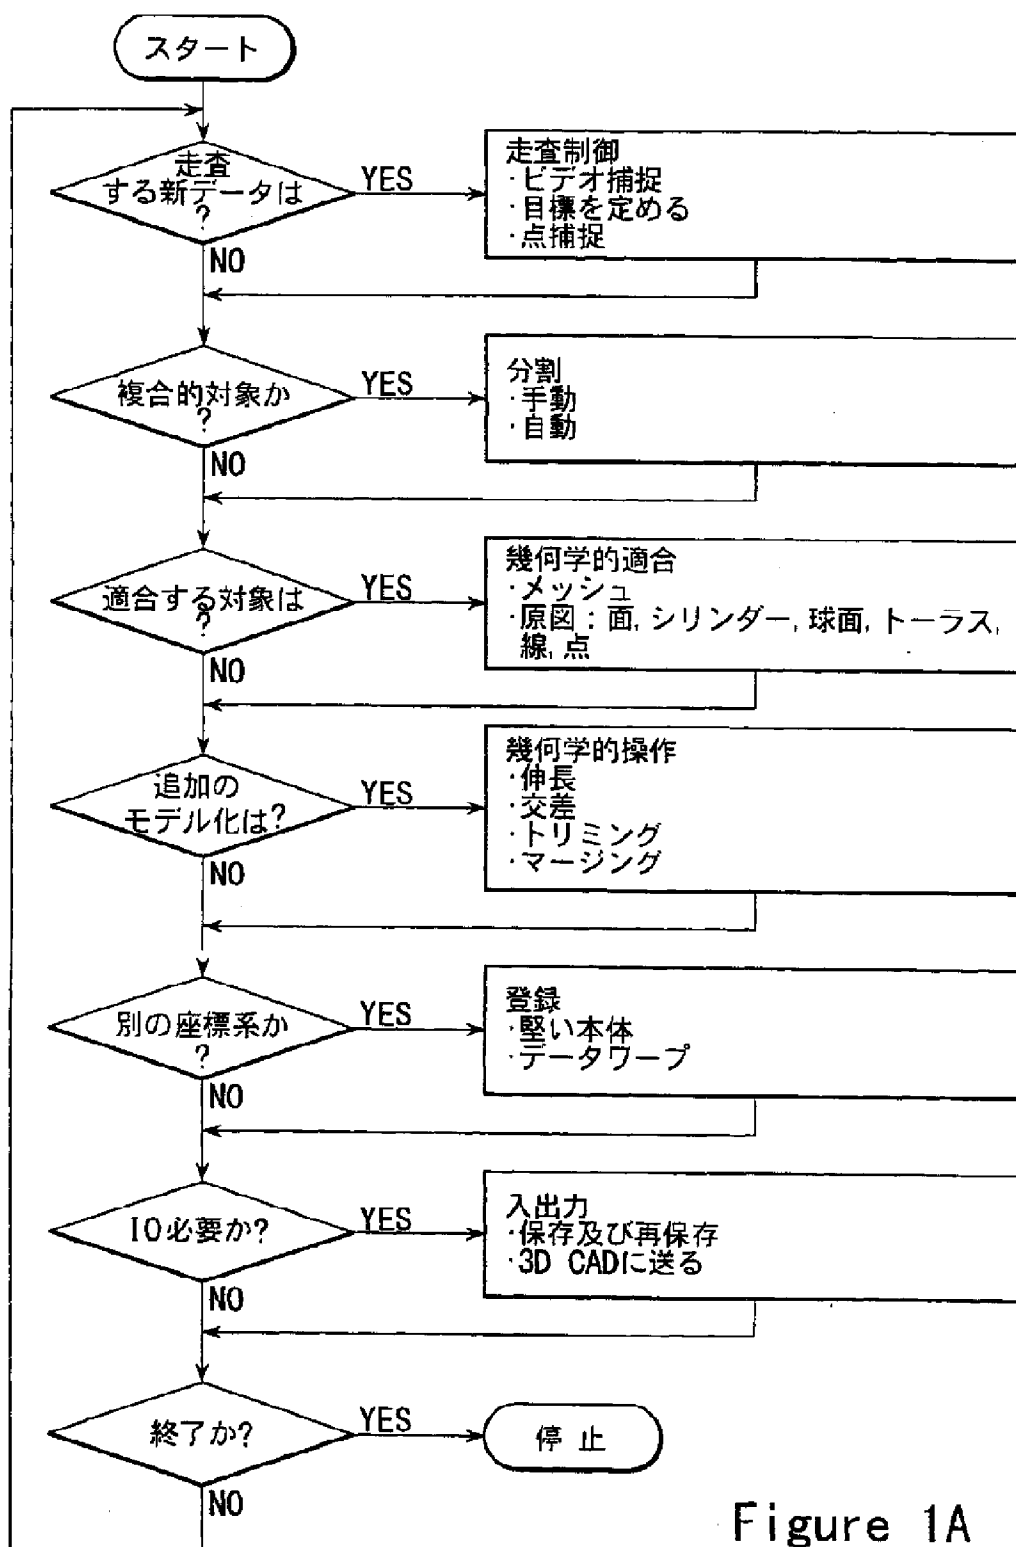 スタート
走査
する新データは
?
YES
NO
走査制御
·ビデオ捕捉
·目標を定める
·点捕捉
複合的対象か
?
YES
NO
分割
·手動
·自動
適合する対象は
?
YES
NO
幾何学的適合
·メッシュ
·原図：面, シリンダー, 球面, トーラス,
線, 点
追加の
モデル化は?
YES
NO
幾何学的操作
·伸長
·交差
·トリミング
·マージング
別の座標系か
?
YES
NO
登録
·堅い本体
·データワープ
IO必要か?
YES
NO
入出力
·保存及び再保存
·3D CADに送る
終了か?
YES
NO
停止
Figure 1A